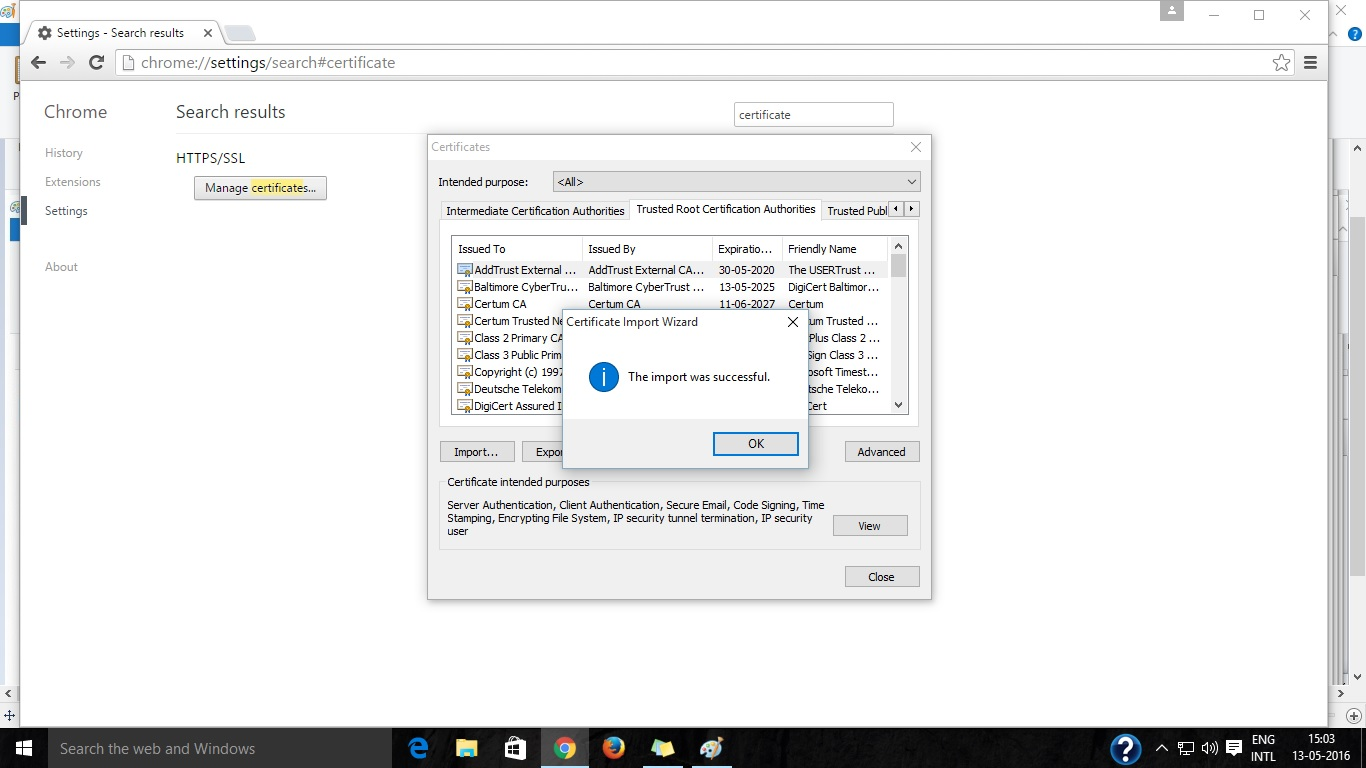 Settings - Search results
chrome://settings/search#certificate
Chrome
Search results
certificate
History
Extensions
Settings
About
HTTPS/SSL
Manage certificates...
Certificates
Intended purpose:
<All>
Intermediate Certification Authorities
Trusted Root Certification Authorities
Trusted Publ
Issued To
Issued By
Expiratio...
Friendly Name
AddTrust External ...
AddTrust External CA...
30-05-2020
The USERTrust ...
Baltimore CyberTru...
Baltimore CyberTrust ...
13-05-2025
DigiCert Baltimor...
Certum CA
Certum CA
11-06-2027
Certum
Certum Trusted Ne
um Trusted ...
Class 2 Primary CA
Plus Class 2 ...
Class 3 Public Prim
Sign Class 3 ...
Copyright (c) 1997
osoft Timest...
Deutsche Telekom
tsche Teleko...
DigiCert Assured I
Cert
Certificate Import Wizard
The import was successful.
OK
Import...
Expo
Advanced
Certificate intended purposes
Server Authentication, Client Authentication, Secure Email, Code Signing, Time
Stamping, Encrypting File System, IP security tunnel termination, IP security
user
View
Close
Search the web and Windows
ENG
INTL
15:03
13-05-2016